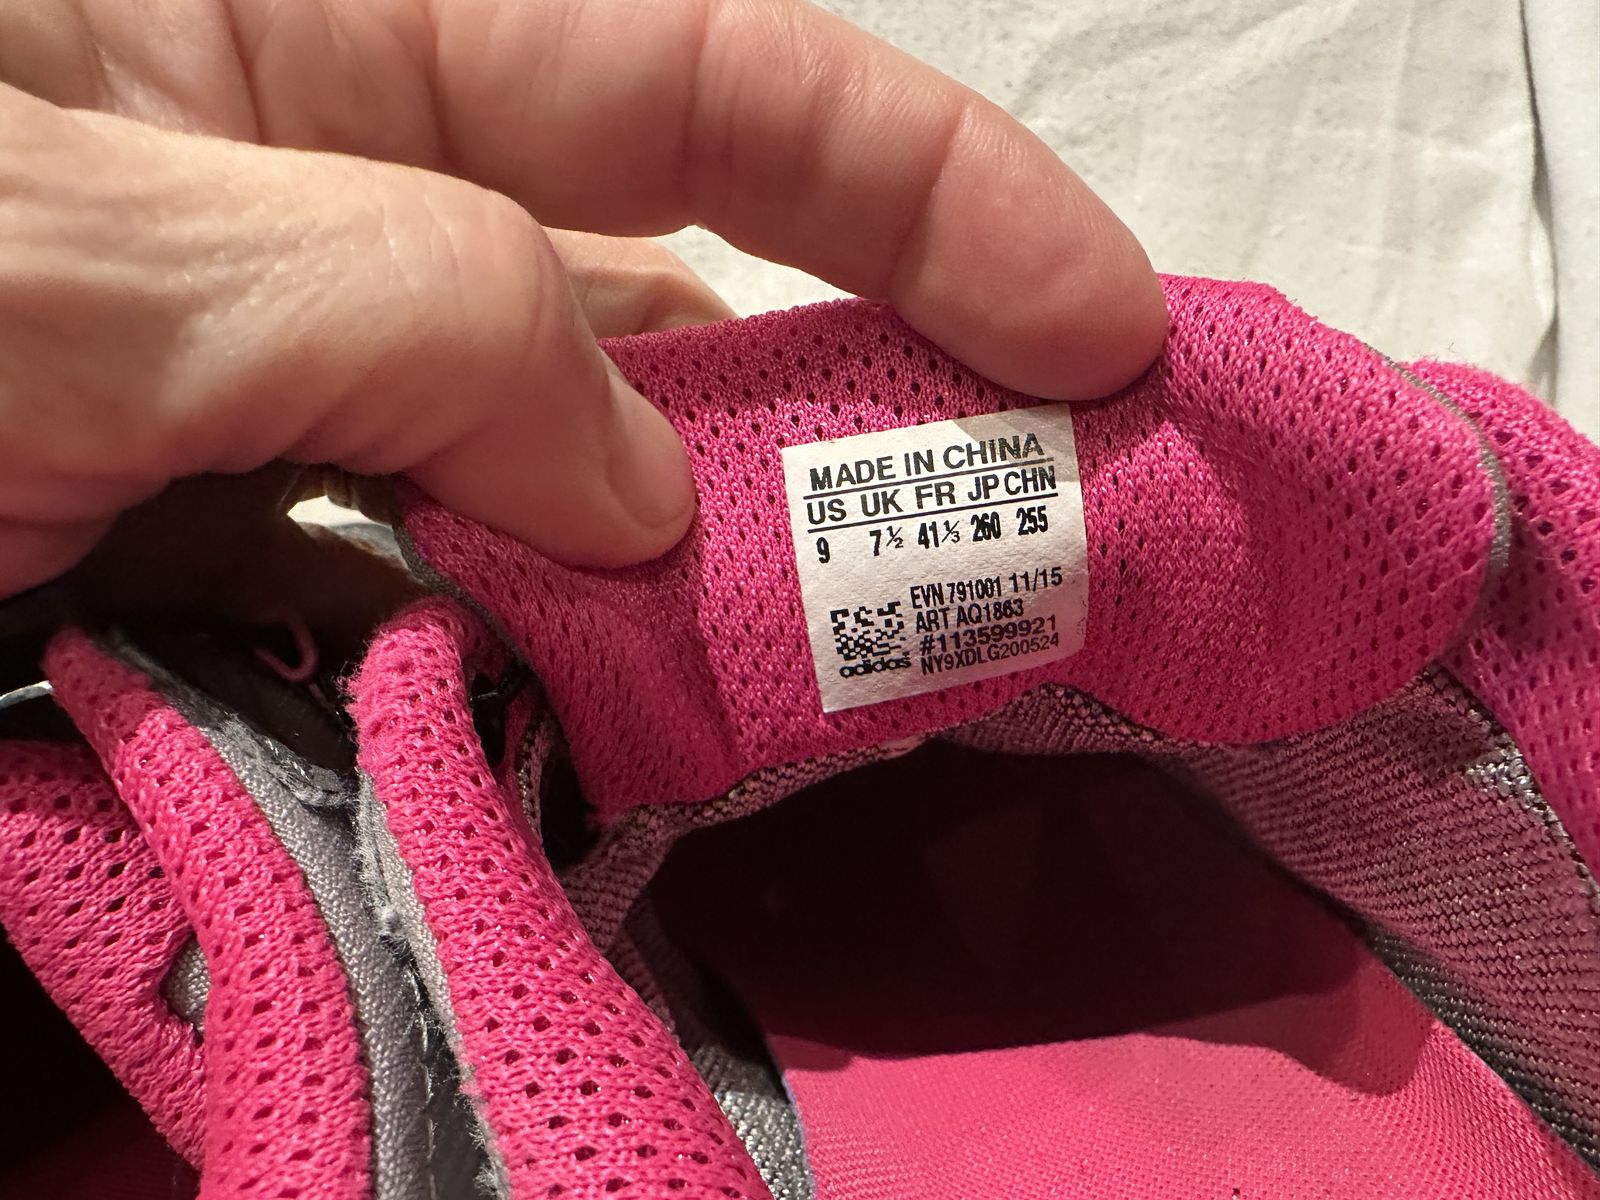 MADE IN CHINA
US UK FR JP CHN
9 7½ 41⅓ 260 255
EVN 791001 11/15
ART AQ1863
#113599921
adidas NY9XDLG200524